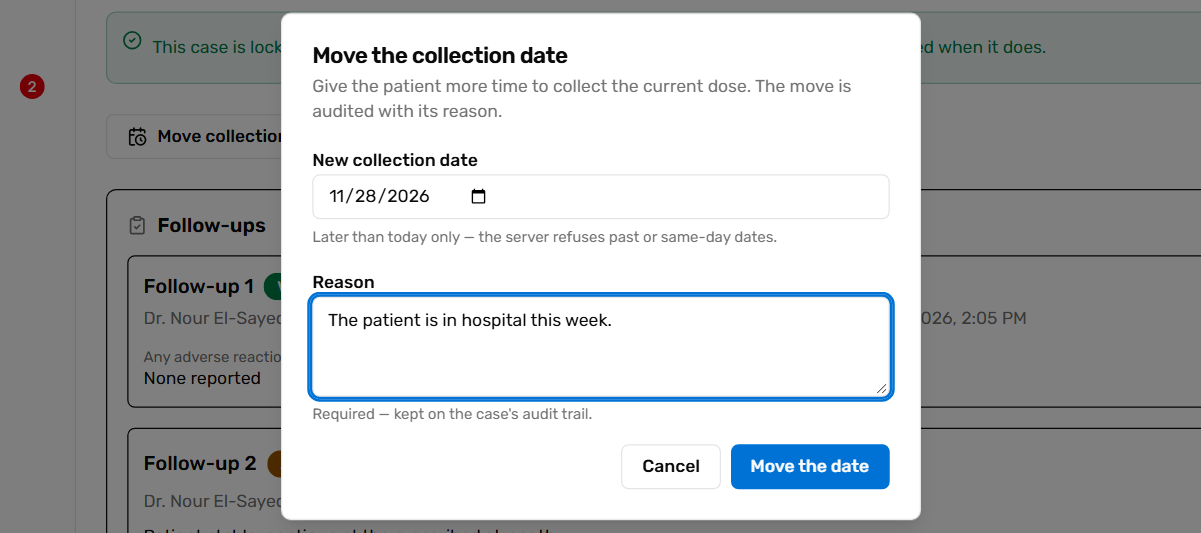 This case is lock
ed when it does.
2
Move collection
Follow-ups
Follow-up 1
Dr. Nour El-Sayed
026, 2:05 PM
Any adverse reactio
None reported
Follow-up 2
Dr. Nour El-Sayed
Move the collection date
Give the patient more time to collect the current dose. The move is
audited with its reason.
New collection date
11/28/2026
Later than today only — the server refuses past or same-day dates.
Reason
The patient is in hospital this week.
Required — kept on the case's audit trail.
Cancel
Move the date